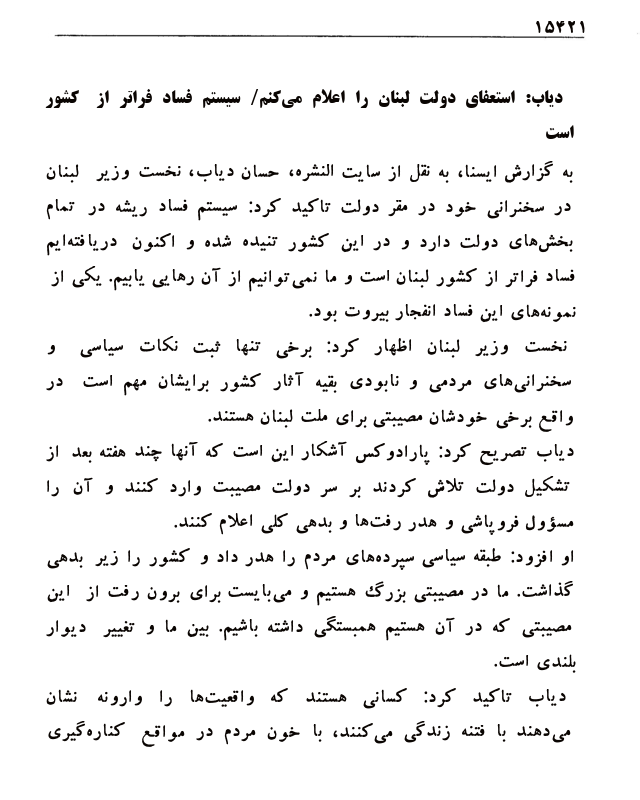 ۱۵۴۲۱
دیاب: استعفای دولت لبنان را اعلام می‌کنم/ سیستم فساد فراتر از کشور
است
به گزارش ایسنا، به نقل از سایت النشره، حسان دیاب، نخست وزیر لبنان
در سخنرانی خود در مقر دولت تاکید کرد: سیستم فساد ریشه در تمام
بخش‌های دولت دارد و در این کشور تنیده شده و اکنون دریافته‌ایم
فساد فراتر از کشور لبنان است و ما نمی‌توانیم از آن رهایی یابیم. یکی از
نمونه‌های این فساد انفجار بیروت بود.
نخست وزیر لبنان اظهار کرد: برخی تنها ثبت نکات سیاسی و
سخنرانی‌های مردمی و نابودی بقیه آثار کشور برایشان مهم است در
واقع برخی خودشان مصیبتی برای ملت لبنان هستند.
دیاب تصریح کرد: پارادوکس آشکار این است که آنها چند هفته بعد از
تشکیل دولت تلاش کردند بر سر دولت مصیبت وارد کنند و آن را
مسؤول فروپاشی و هدر رفت‌ها و بدهی کلی اعلام کنند.
او افزود: طبقه سیاسی سپرده‌های مردم را هدر داد و کشور را زیر بدهی
گذاشت. ما در مصیبتی بزرگ هستیم و می‌بایست برای برون رفت از این
مصیبتی که در آن هستیم همبستگی داشته باشیم. بین ما و تغییر دیوار
بلندی است.
دیاب تاکید کرد: کسانی هستند که واقعیت‌ها را وارونه نشان
می‌دهند با فتنه زندگی می‌کنند، با خون مردم در مواقع کناره‌گیری